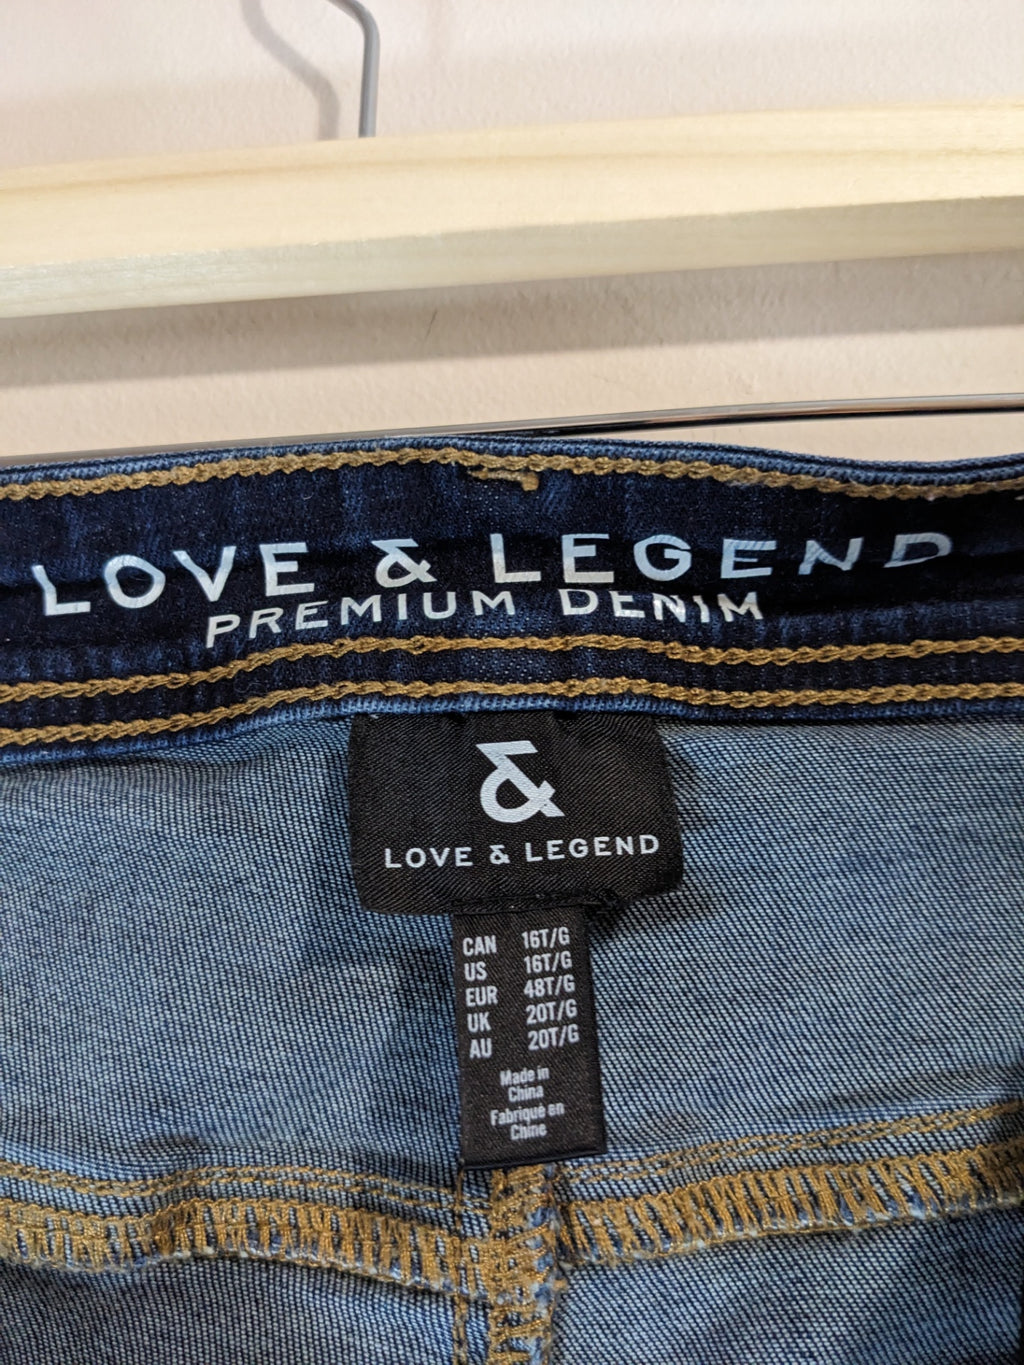 LOVE & LEGEND
PREMIUM DENIM
&
LOVE & LEGEND
CAN 16T/G
US 16T/G
EUR 48T/G
UK 20T/G
AU 20T/G
Made in
China
Fabriqué en
Chine